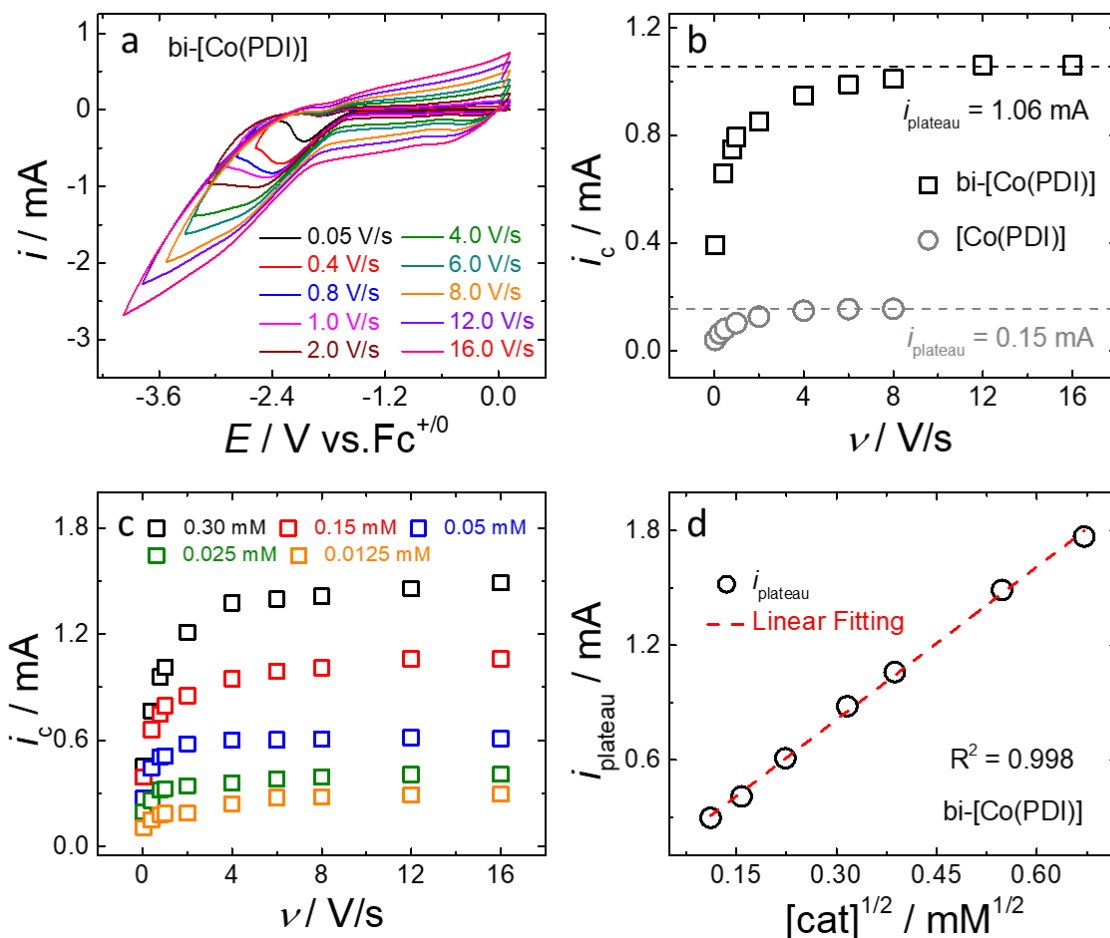 a
bi-[Co(PDI)]
1
0
-1
-3
i / mA
0.05 V/s
0.4 V/s
0.8 V/s
1.0 V/s
2.0 V/s
4.0 V/s
6.0 V/s
8.0 V/s
12.0 V/s
16.0 V/s
-3.6
-2.4
-1.2
0.0
E / V vs.Fc+/0
b
1.2
0.8
0.4
0.0
ic / mA
iplateau = 1.06 mA
bi-[Co(PDI)]
[Co(PDI)]
iplateau = 0.15 mA
0
4
8
12
16
ν / V/s
c
0.30 mM
0.15 mM
0.05 mM
0.025 mM
0.0125 mM
1.8
1.2
0.6
0.0
ic / mA
0
4
8
12
16
ν / V/s
d
iplateau
Linear Fitting
1.8
1.2
0.6
iplateau / mA
R2 = 0.998
bi-[Co(PDI)]
0.15
0.30
0.45
0.60
[cat]1/2 / mM1/2